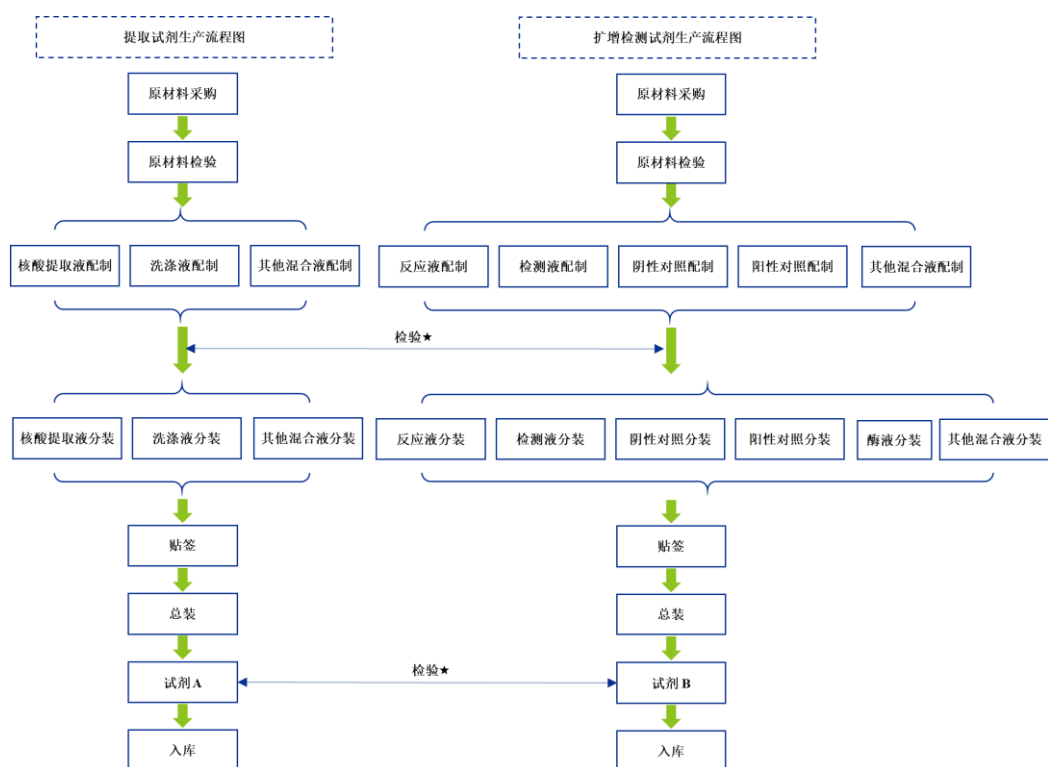 提取试剂生产流程图
扩增检测试剂生产流程图
原材料采购
原材料采购
原材料检验
原材料检验
核酸提取液配制
洗涤液配制
其他混合液配制
反应液配制
检测液配制
阴性对照配制
阳性对照配制
其他混合液配制
检验★
核酸提取液分装
洗涤液分装
其他混合液分装
反应液分装
检测液分装
阴性对照分装
阳性对照分装
酶液分装
其他混合液分装
贴签
贴签
总装
总装
检验★
试剂 A
试剂 B
入库
入库